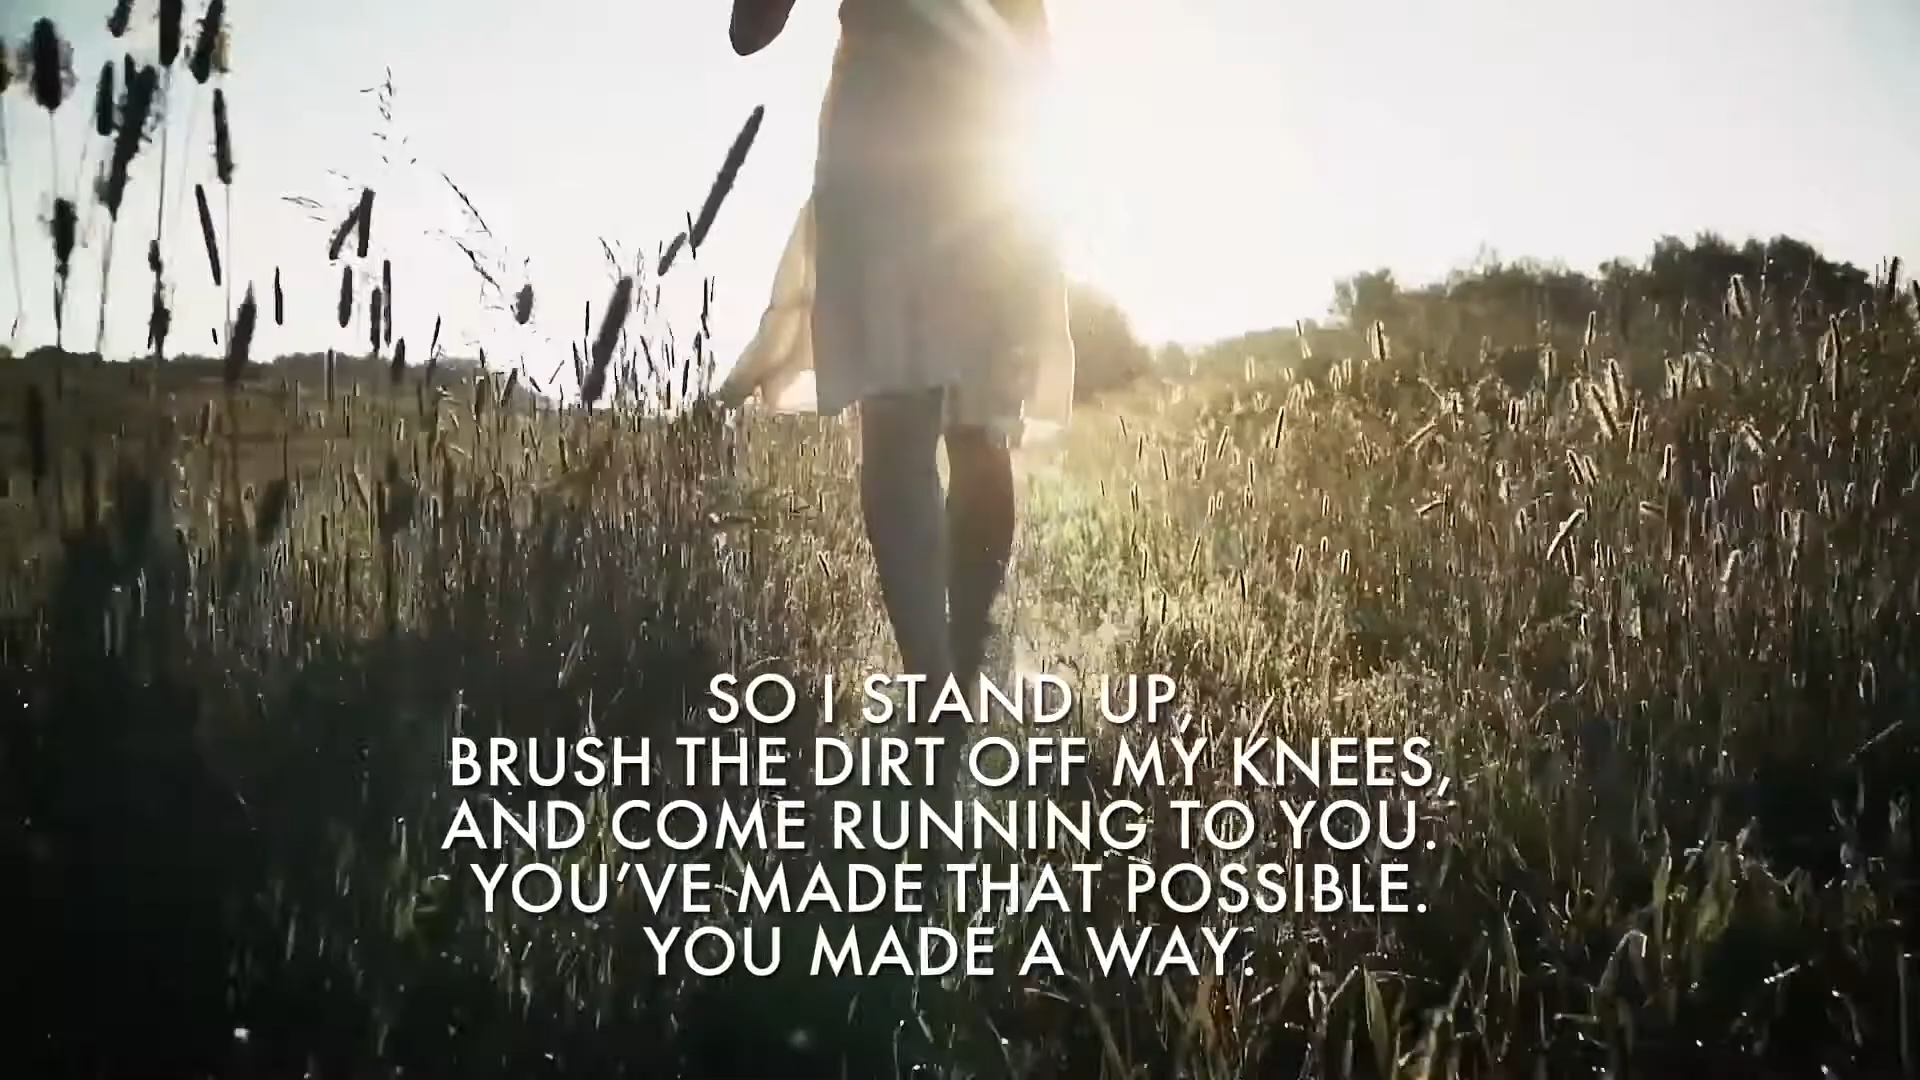 SO I STAND UP,
BRUSH THE DIRT OFF MY KNEES,
AND COME RUNNING TO YOU.
YOU'VE MADE THAT POSSIBLE.
YOU MADE A WAY.